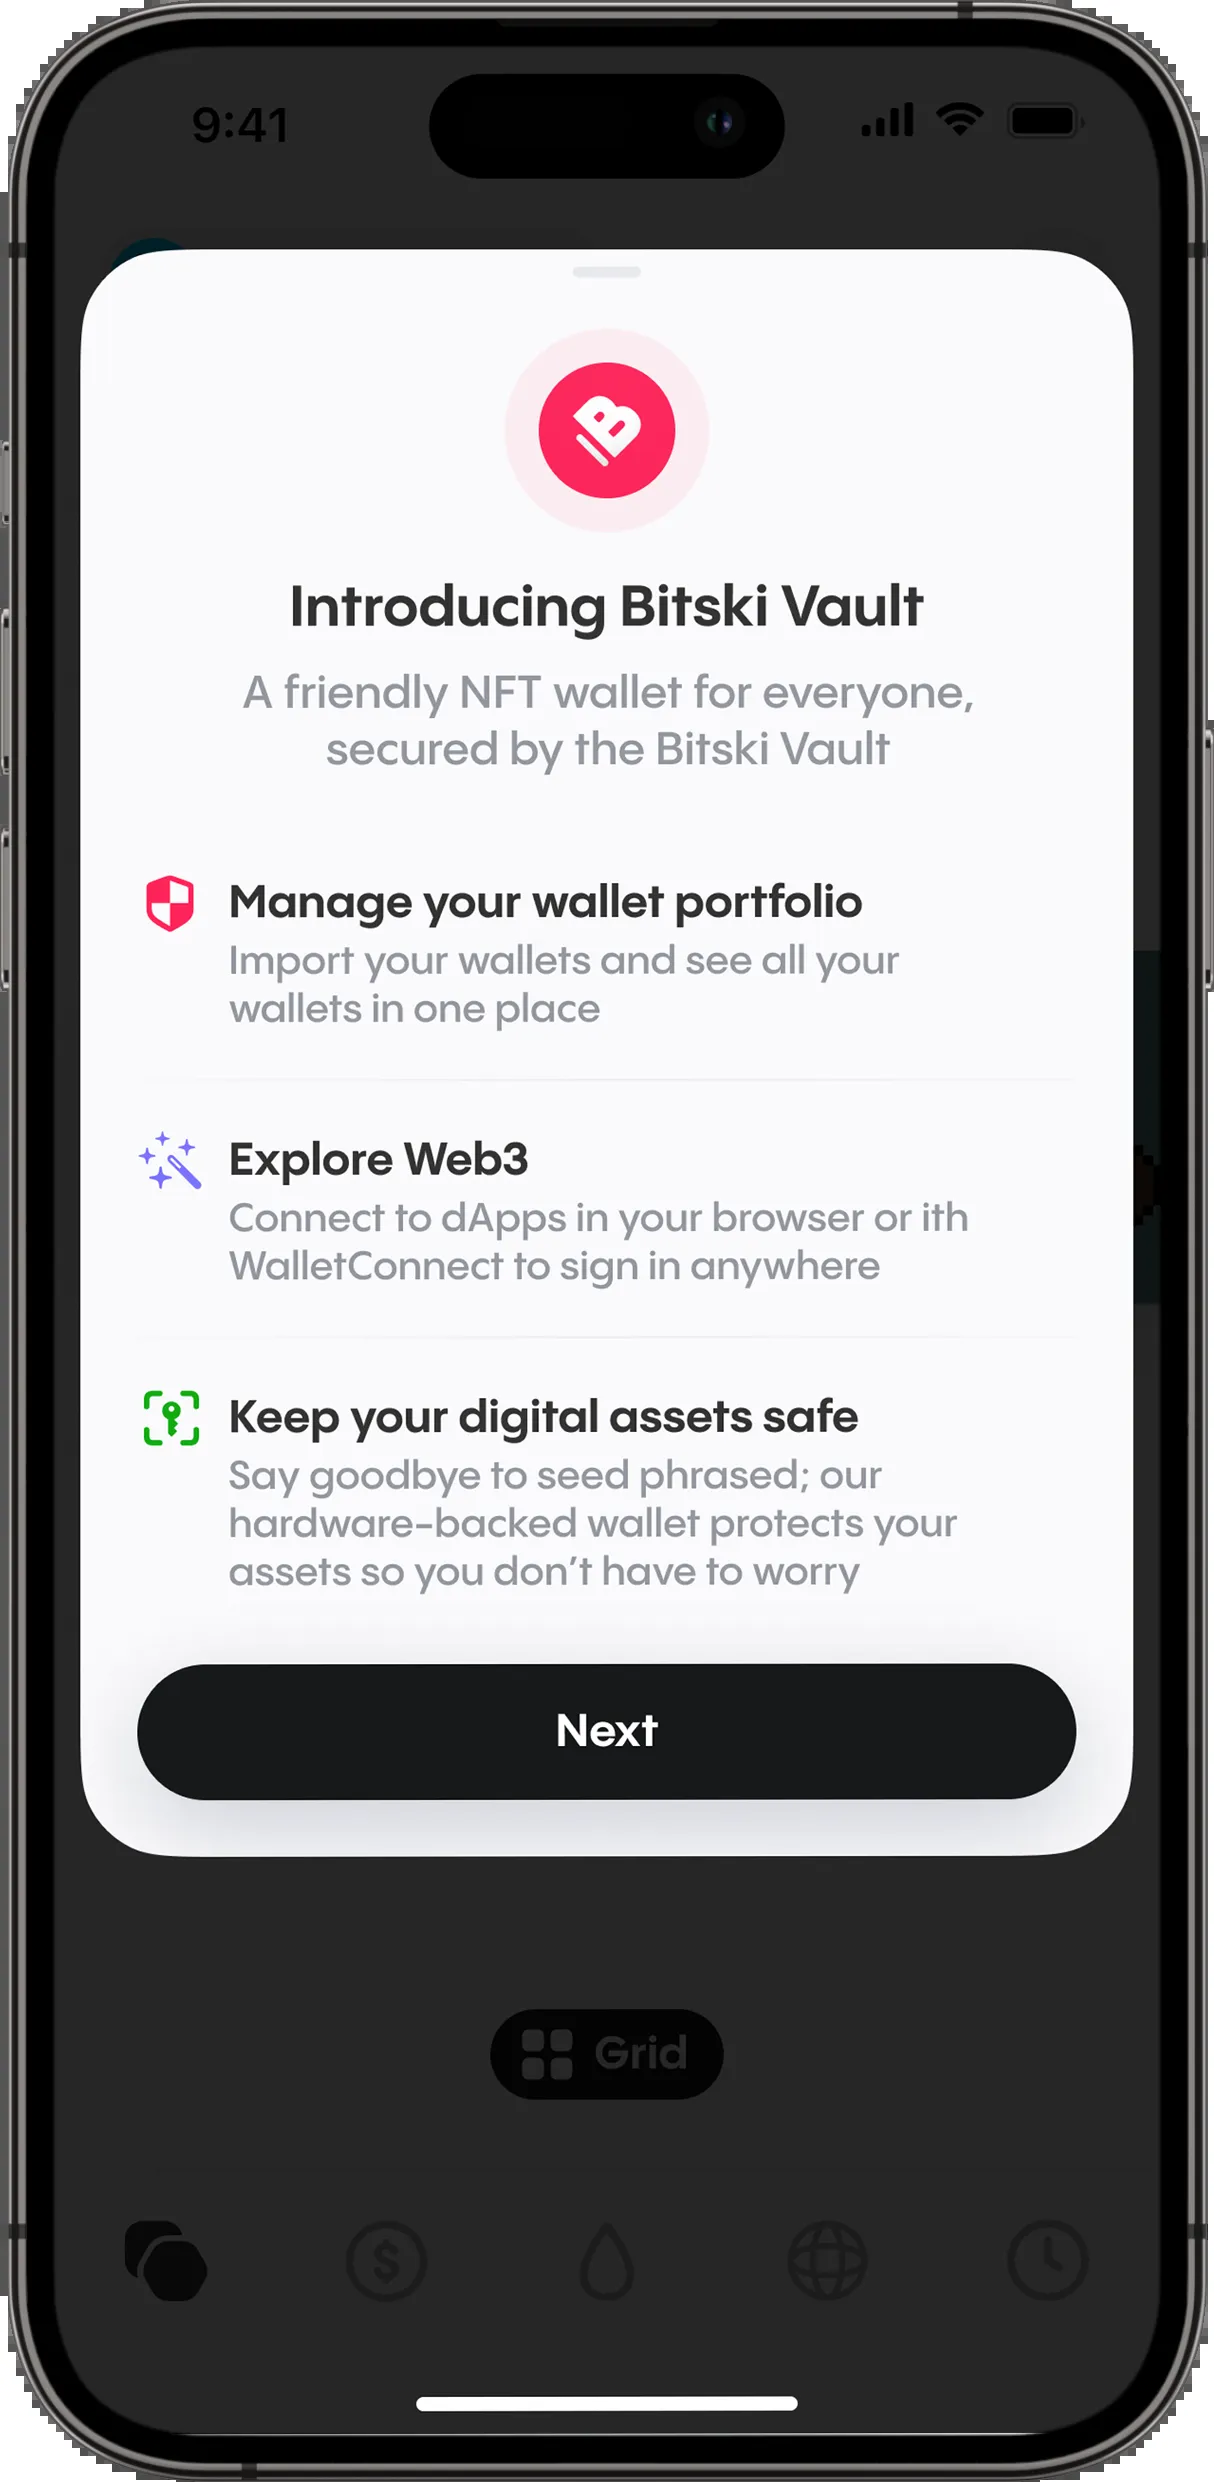 9:41
Introducing Bitski Vault
A friendly NFT wallet for everyone,
secured by the Bitski Vault
Manage your wallet portfolio
Import your wallets and see all your
wallets in one place
Explore Web3
Connect to dApps in your browser or ith
WalletConnect to sign in anywhere
Keep your digital assets safe
Say goodbye to seed phrased; our
hardware-backed wallet protects your
assets so you don’t have to worry
Next
Grid